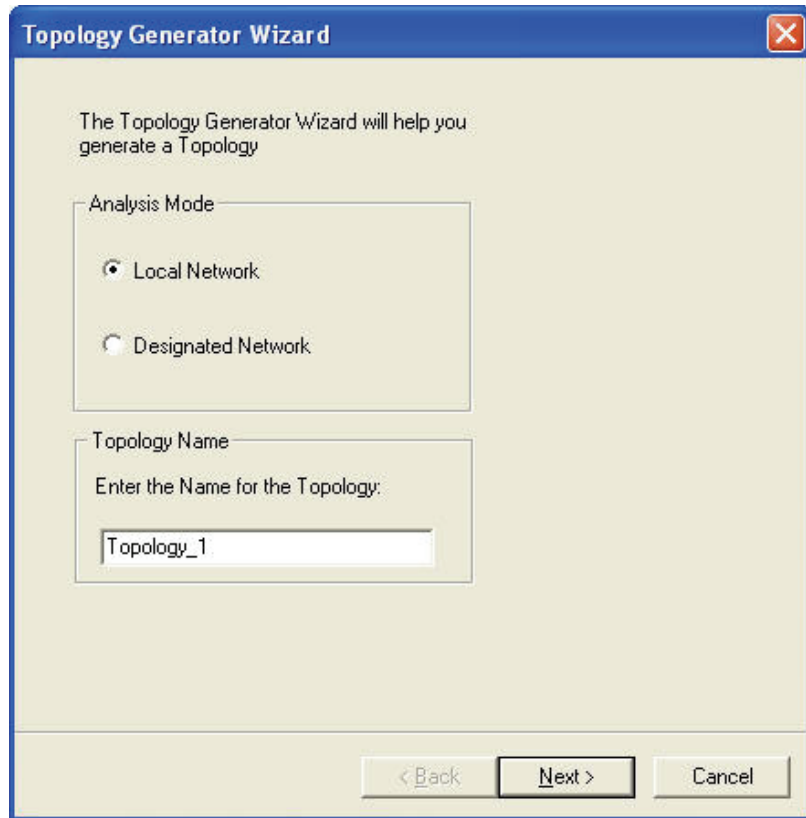 Topology Generator Wizard
The Topology Generator Wizard will help you
generate a Topology
Analysis Mode
Local Network
Designated Network
Topology Name
Enter the Name for the Topology:
Topology_1
< Back
Next >
Cancel